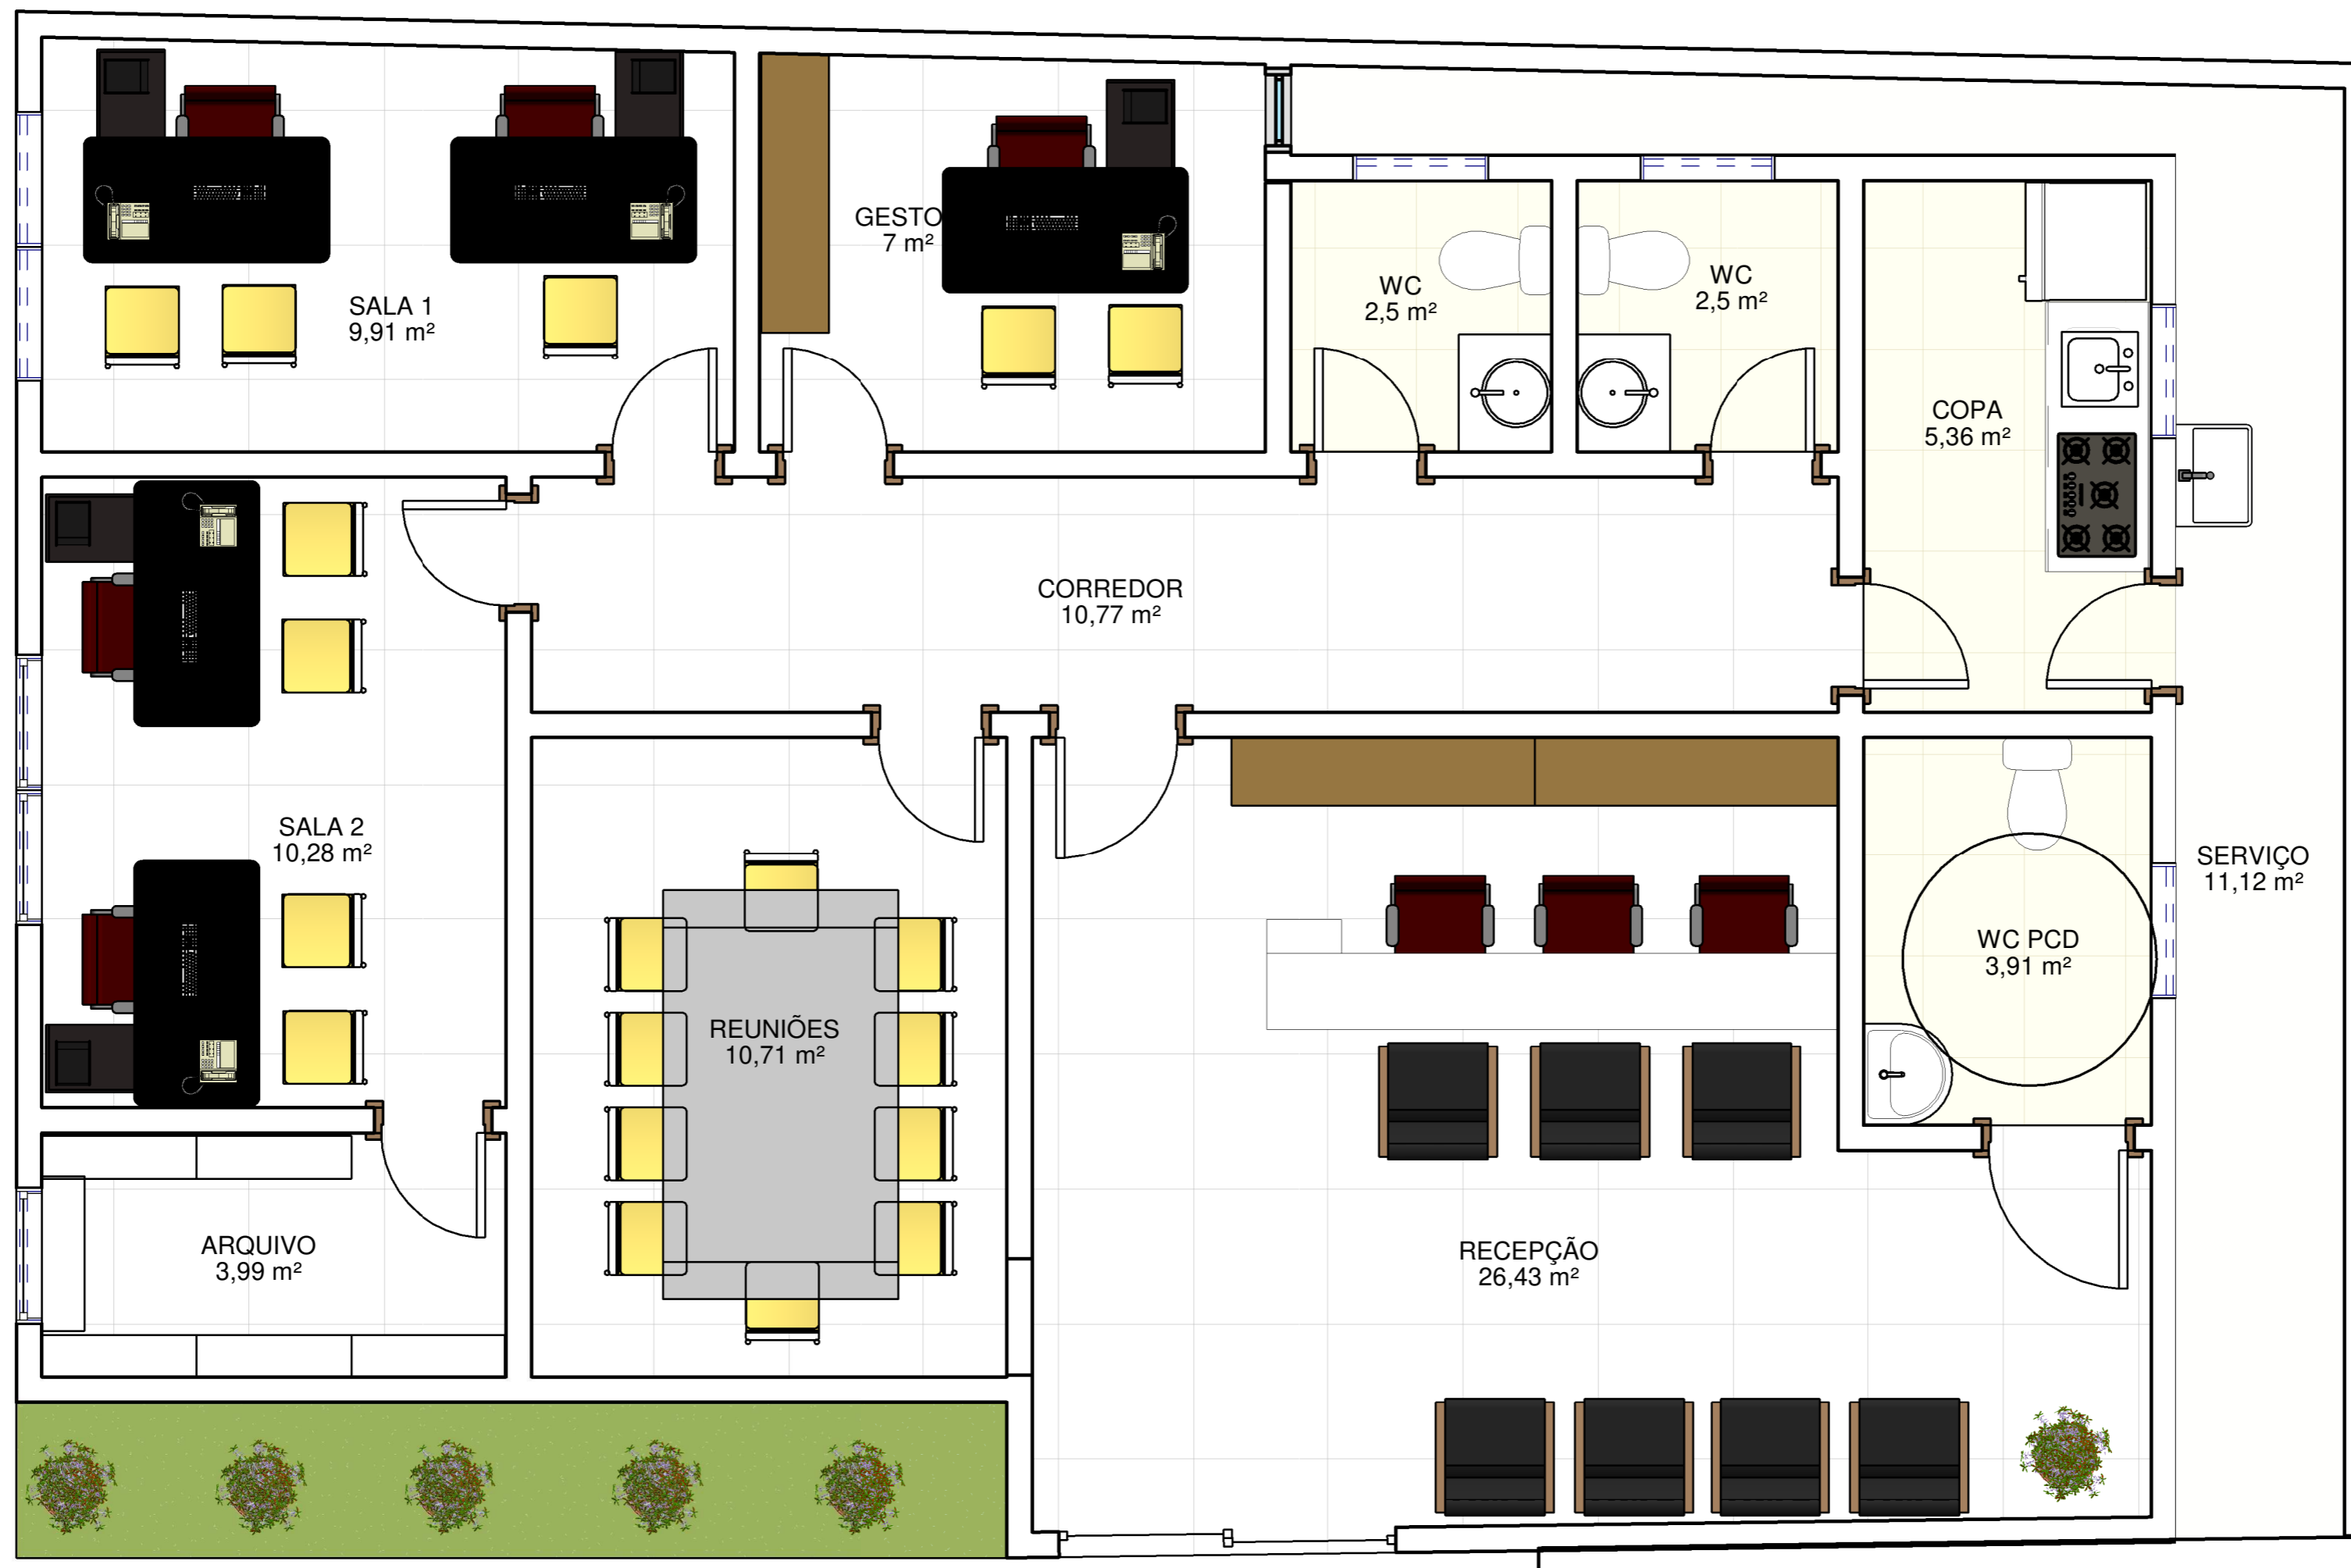 SALA 1
9,91 m²
GESTO
7 m²
WC
2,5 m²
WC
2,5 m²
COPA
5,36 m²
CORREDOR
10,77 m²
SALA 2
10,28 m²
REUNIÕES
10,71 m²
WC PCD
3,91 m²
SERVIÇO
11,12 m²
ARQUIVO
3,99 m²
RECEPÇÃO
26,43 m²